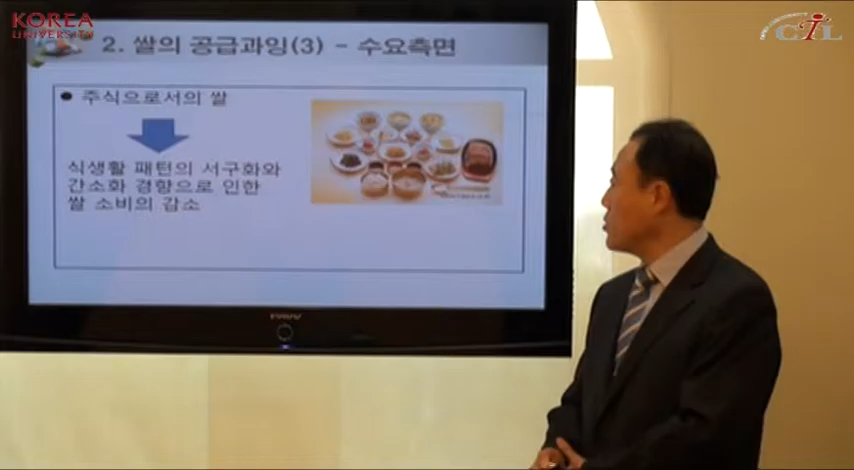 KOREA
UNIVERSITY
CTL
2. 쌀의 공급과잉(3) - 수요측면
● 주식으로서의 쌀
식생활 패턴의 서구화와
간소화 경향으로 인한
쌀 소비의 감소